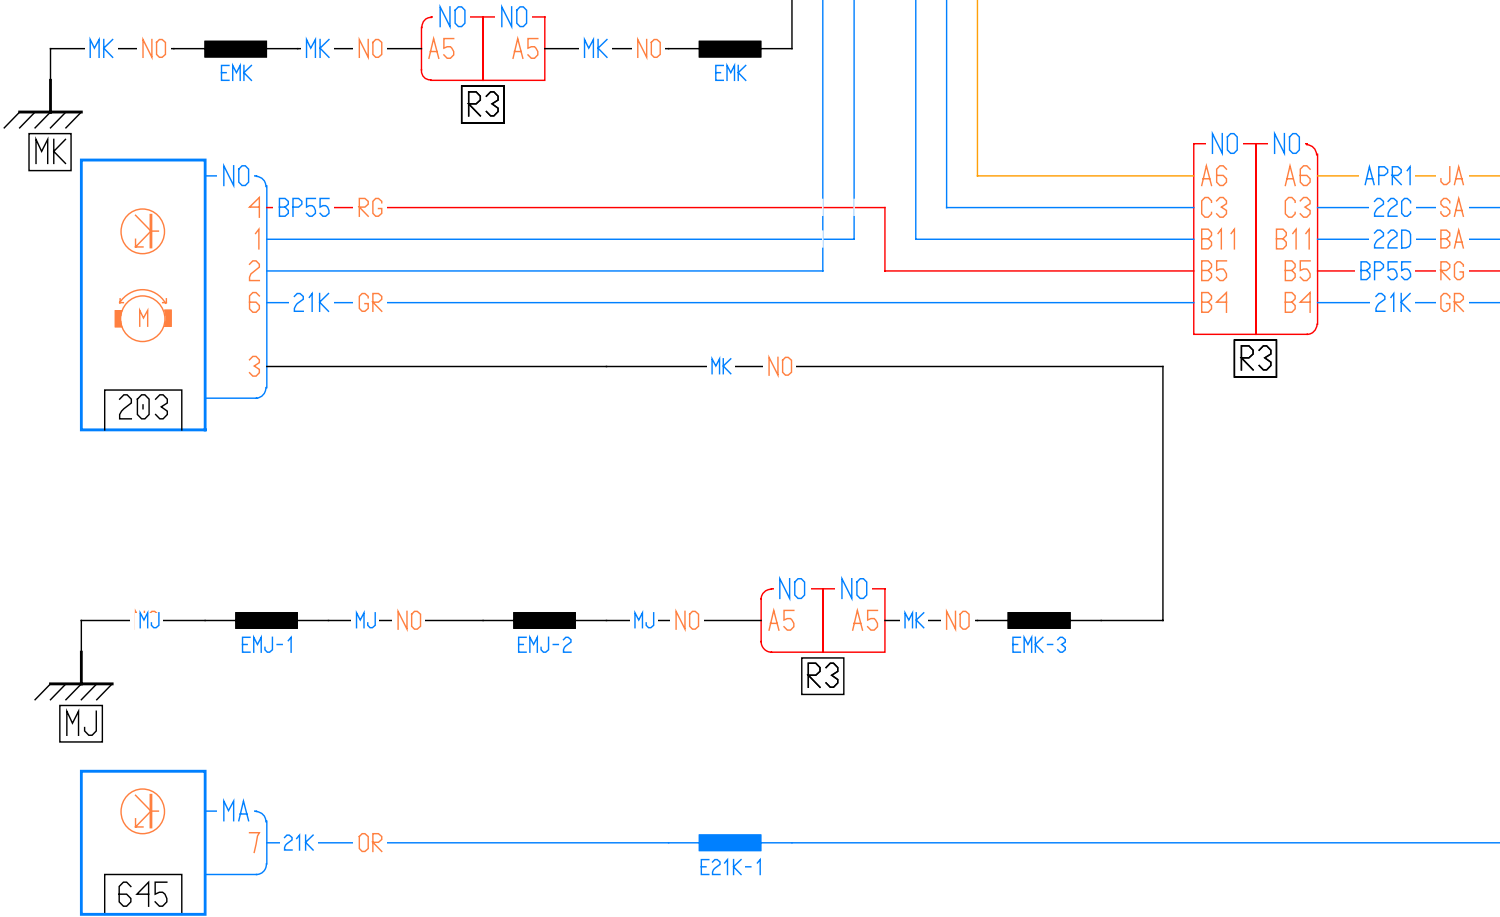 NO NO
MK NO MK NO A5 A5 MK NO
EMK EMK
R3
MK
NO NO
NO
A6 A6 APR1 JA
4 BP55 RG C3 C3 22C SA
1 B11 B11 22D BA
2 B5 B5 BP55 RG
6 21K GR B4 B4 21K GR
M
R3
3 MK NO
203
NO NO
MJ MJ NO MJ NO A5 A5 MK NO
EMJ-1 EMJ-2 EMK-3
R3
MJ
MA
7 21K OR
E21K-1
645